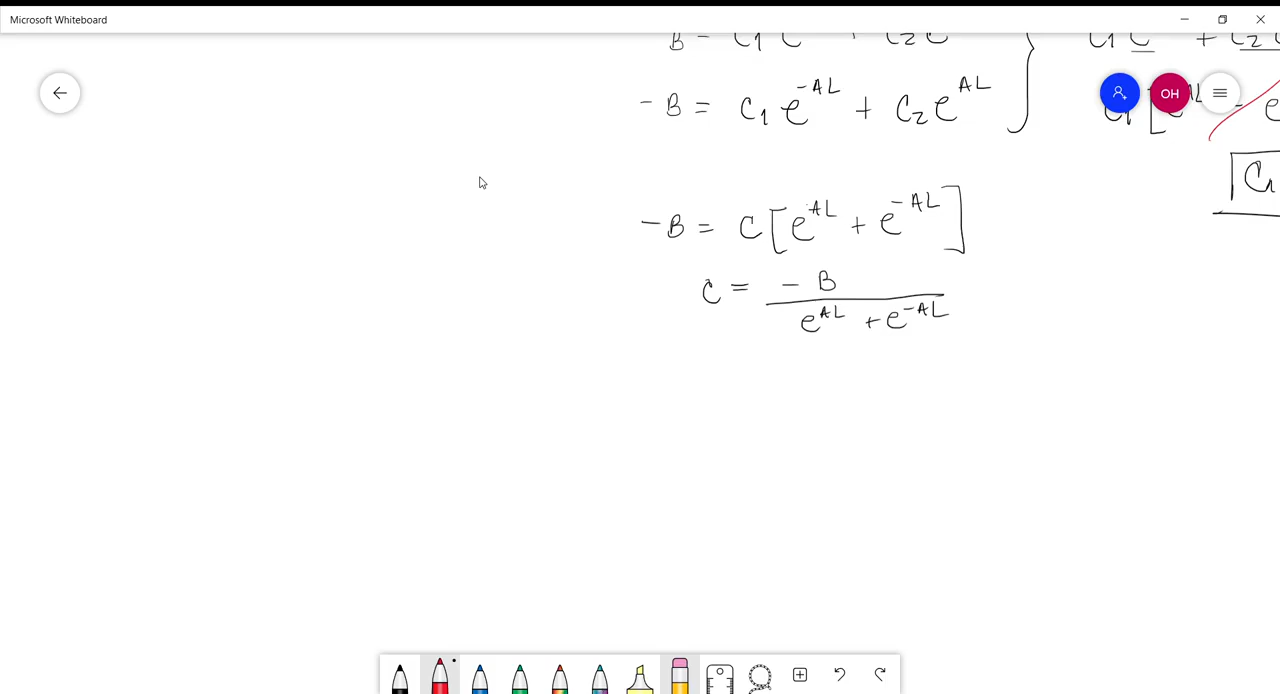 Microsoft Whiteboard
-B = C₁ e^{-AL} + C₂ e^{AL}
OH
-B = C [e^{AL} + e^{-AL}]
C = -B / (e^{AL} + e^{-AL})